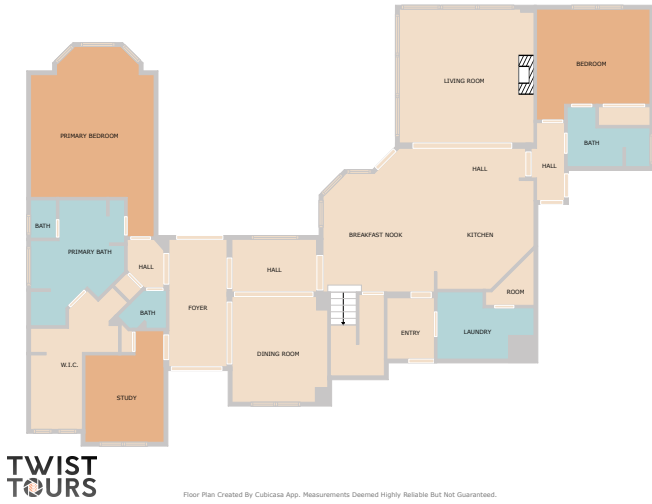 LIVING ROOM
BEDROOM
PRIMARY BEDROOM
BATH
HALL
HALL
BATH
BREAKFAST NOOK
KITCHEN
PRIMARY BATH
HALL
HALL
ROOM
FOYER
BATH
ENTRY
LAUNDRY
DINING ROOM
W.I.C.
STUDY
TWIST
TOURS
Floor Plan Created By Cubicasa App. Measurements Deemed Highly Reliable But Not Guaranteed.